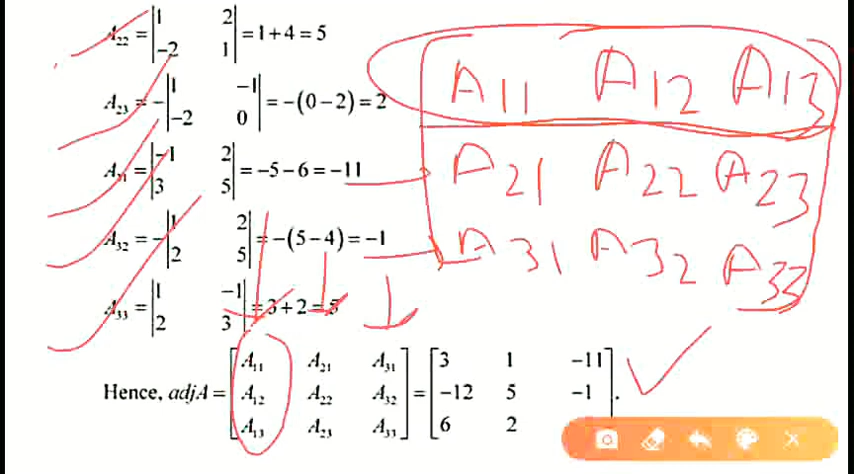 A₂₂ = |1 2; -2 1| = 1 + 4 = 5
A₂₃ = -|1 -1; -2 0| = -(0-2) = 2
A₃₁ = |-1 2; 3 5| = -5-6 = -11
A₃₂ = -|1 2; 2 5| = -(5-4) = -1
A₃₃ = |1 -1; 2 3| = 3+2 = 5
Hence, adjA = [A₁₁ A₂₁ A₃₁; A₁₂ A₂₂ A₃₂; A₁₃ A₂₃ A₃₃] = [3 1 -11; -12 5 -1; 6 2].
A11 A12 A13
A21 A22 A23
A31 A32 A33